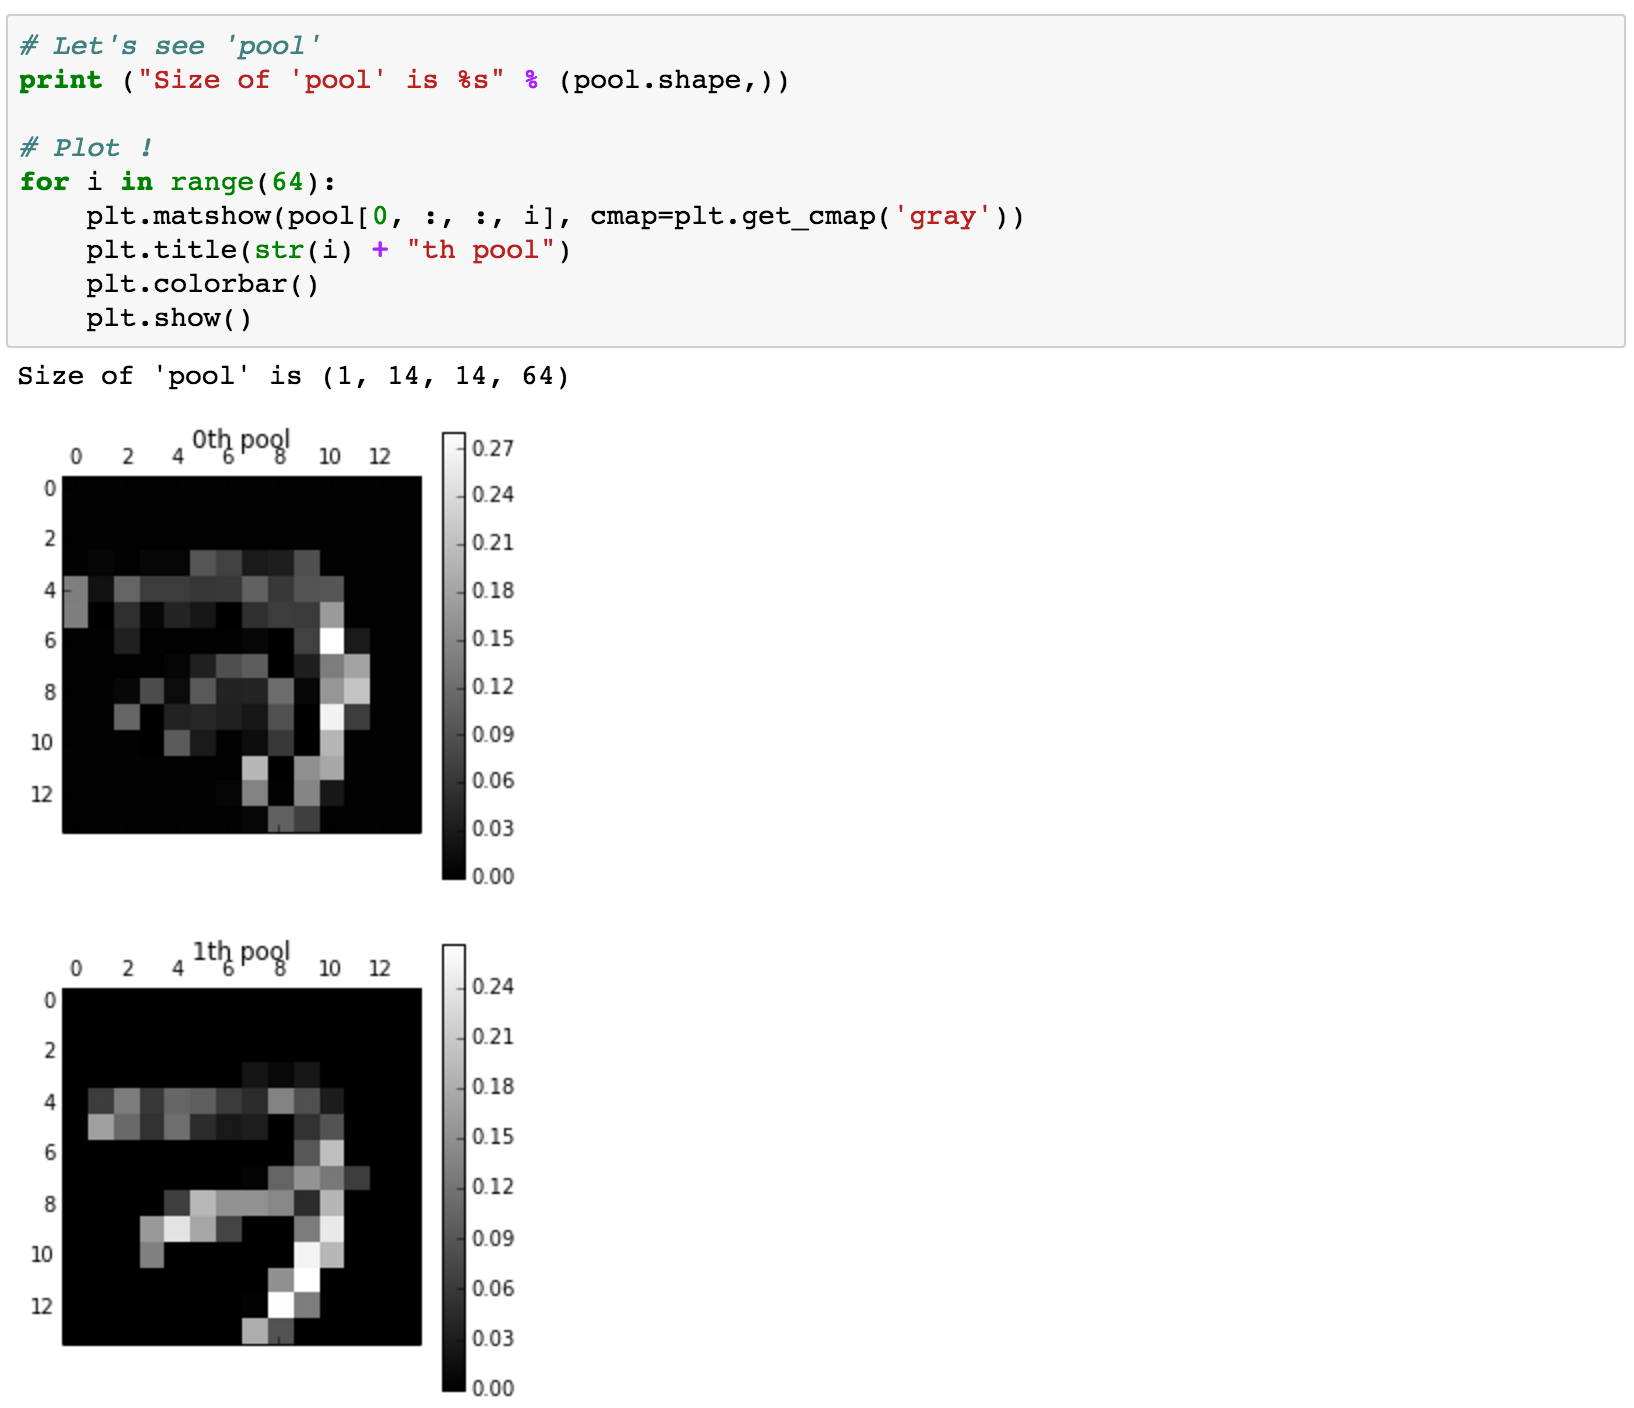 # Let's see 'pool'
print ("Size of 'pool' is %s" % (pool.shape,))
# Plot !
for i in range(64):
    plt.matshow(pool[0, :, :, i], cmap=plt.get_cmap('gray'))
    plt.title(str(i) + "th pool")
    plt.colorbar()
    plt.show()
Size of 'pool' is (1, 14, 14, 64)
0th pool
0 2 4 6 8 10 12
0
2
4
6
8
10
12
0.27
0.24
0.21
0.18
0.15
0.12
0.09
0.06
0.03
0.00
1th pool
0 2 4 6 8 10 12
0
2
4
6
8
10
12
0.24
0.21
0.18
0.15
0.12
0.09
0.06
0.03
0.00